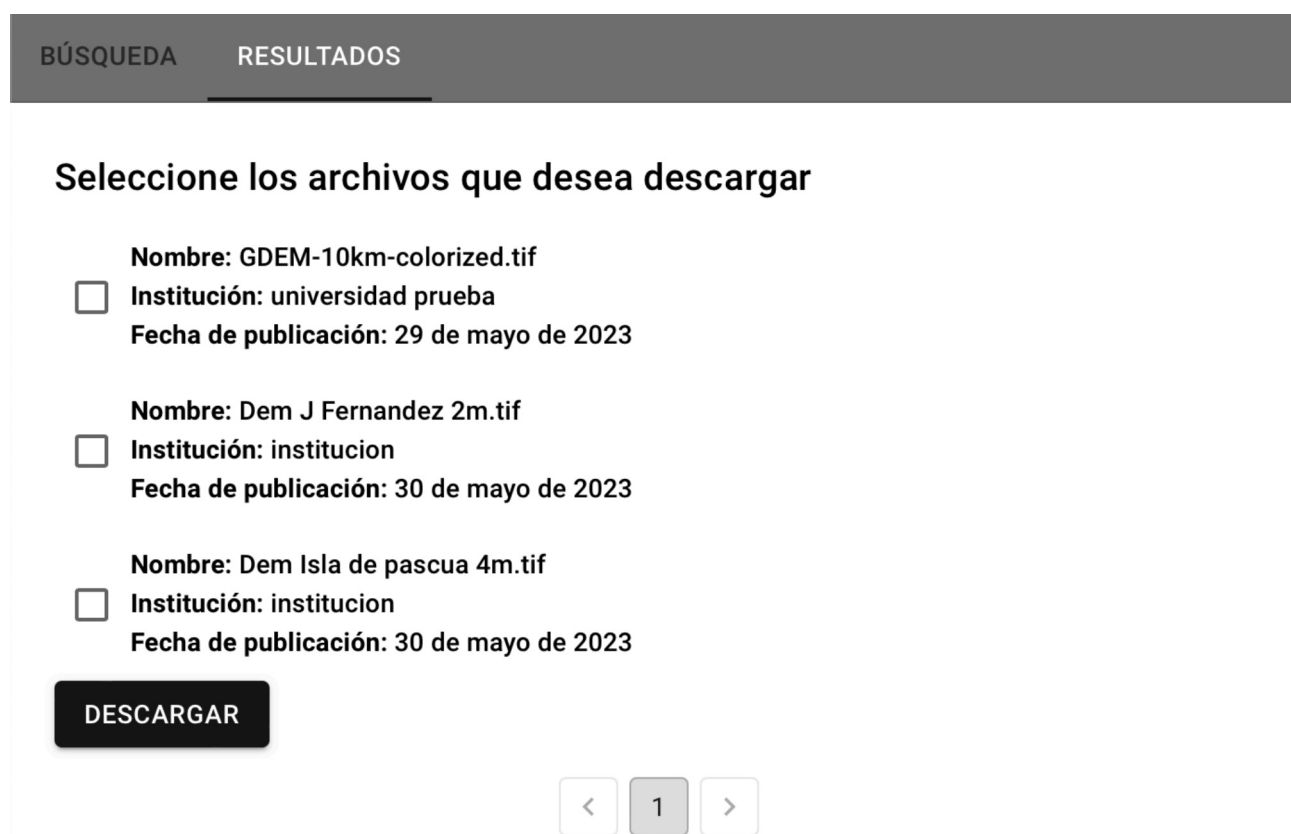 BÚSQUEDA RESULTADOS
Seleccione los archivos que desea descargar
Nombre: GDEM-10km-colorized.tif
Institución: universidad prueba
Fecha de publicación: 29 de mayo de 2023
Nombre: Dem J Fernandez 2m.tif
Institución: institucion
Fecha de publicación: 30 de mayo de 2023
Nombre: Dem Isla de pascua 4m.tif
Institución: institucion
Fecha de publicación: 30 de mayo de 2023
DESCARGAR
< 1 >